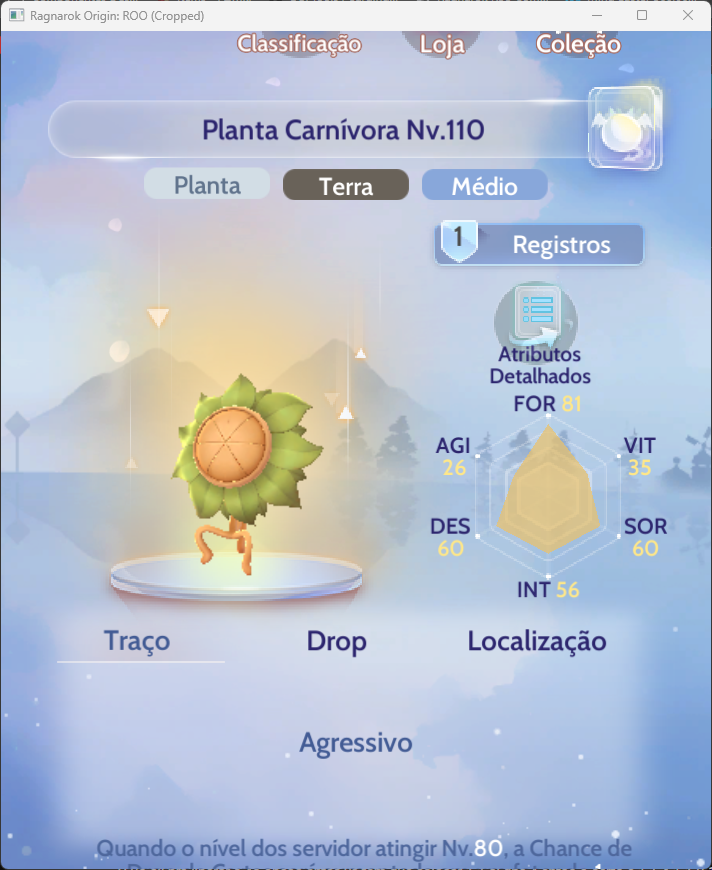 Ragnarok Origin: ROO (Cropped)
Classificação
Loja
Coleção
Planta Carnívora Nv.110
Planta
Terra
Médio
1
Registros
Atributos
Detalhados
FOR 81
AGI
26
VIT
35
DES
60
SOR
60
INT 56
Traço
Drop
Localização
Agressivo
Quando o nível dos servidor atingir Nv.80, a Chance de